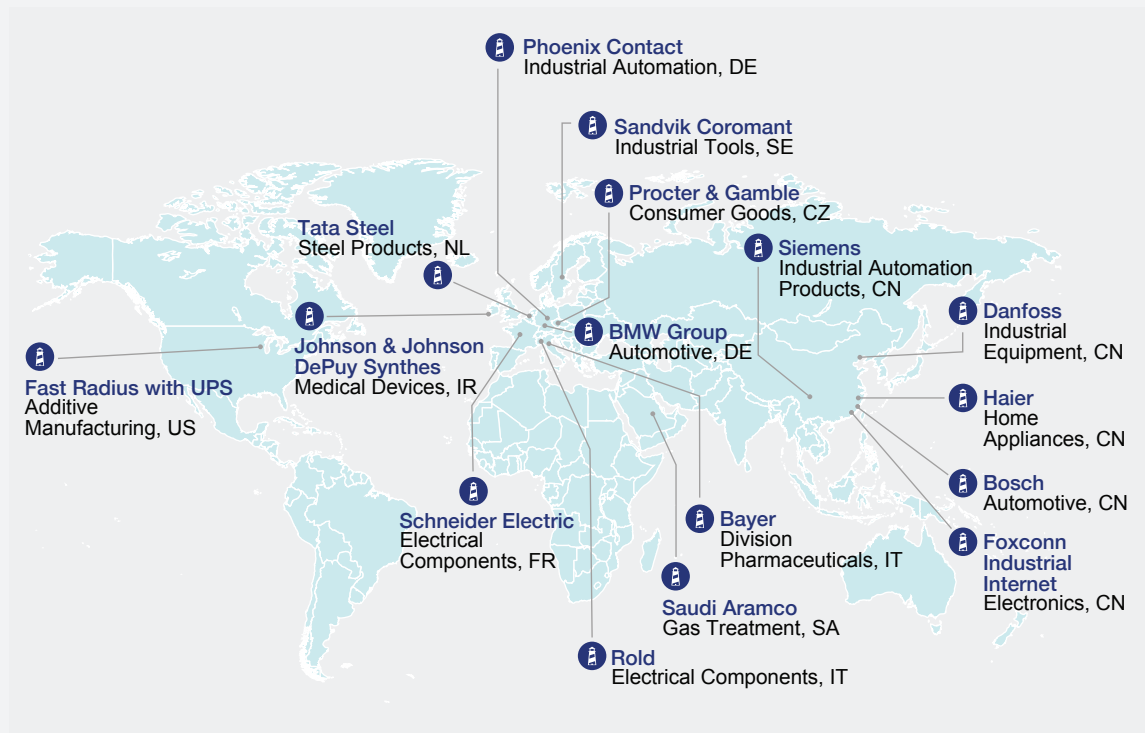 Phoenix Contact
Industrial Automation, DE
Sandvik Coromant
Industrial Tools, SE
Procter & Gamble
Consumer Goods, CZ
Tata Steel
Steel Products, NL
Siemens
Industrial Automation
Products, CN
Danfoss
Industrial
Equipment, CN
BMW Group
Automotive, DE
Johnson & Johnson
DePuy Synthes
Medical Devices, IR
Fast Radius with UPS
Additive
Manufacturing, US
Haier
Home
Appliances, CN
Bosch
Automotive, CN
Schneider Electric
Electrical
Components, FR
Bayer
Division
Pharmaceuticals, IT
Foxconn
Industrial
Internet
Electronics, CN
Saudi Aramco
Gas Treatment, SA
Rold
Electrical Components, IT